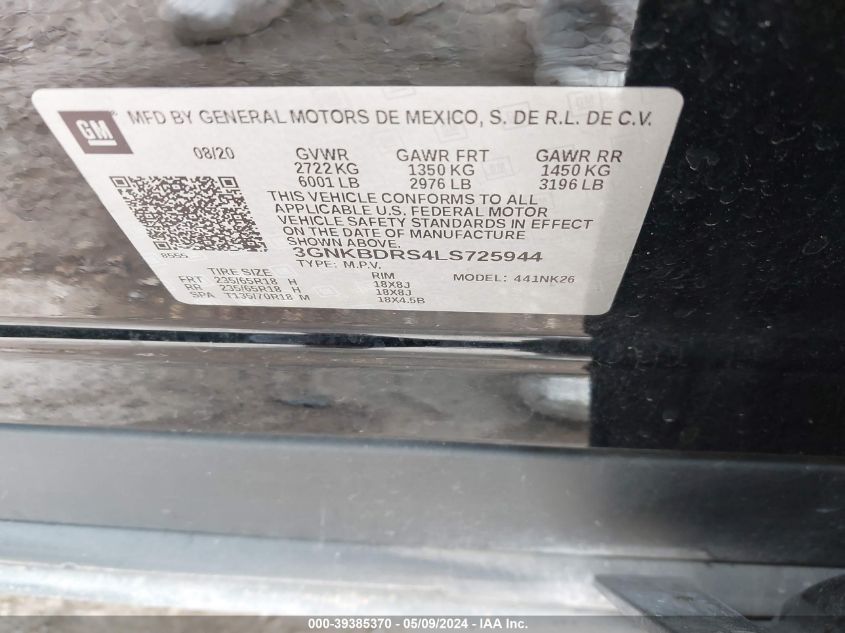 GM
MFD BY GENERAL MOTORS DE MEXICO, S. DE R.L. DE C.V.
08/20 GVWR GAWR FRT GAWR RR
2722 KG 1350 KG 1450 KG
6001 LB 2976 LB 3196 LB
THIS VEHICLE CONFORMS TO ALL
APPLICABLE U.S. FEDERAL MOTOR
VEHICLE SAFETY STANDARDS IN EFFECT
ON THE DATE OF MANUFACTURE
SHOWN ABOVE.
8555
3GNKBDRS4LS725944
TYPE: M.P.V. MODEL: 441NK26
TIRE SIZE RIM
FRT 235/65R18 H 18X8J
RR 235/65R18 H 18X8J
SPA T135/70R18 M 18X4.5B
000-39385370 - 05/09/2024 - IAA Inc.